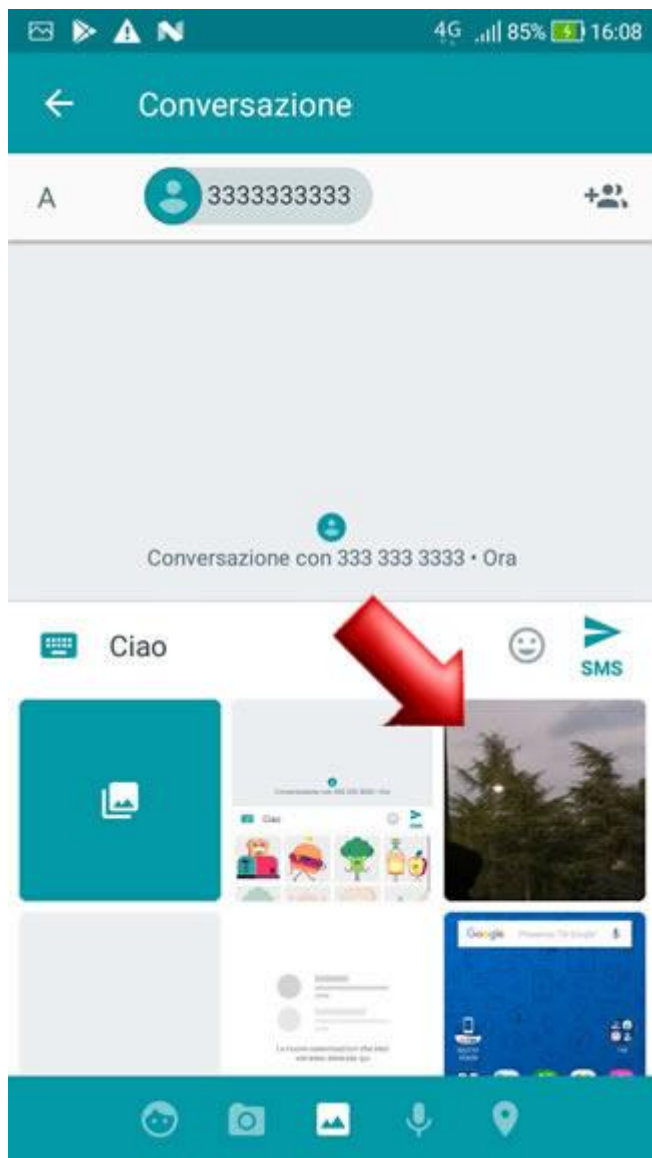 4G 85% 16:08
Conversazione
A 3333333333
Conversazione con 333 333 3333 • Ora
Ciao
SMS
Ciao
Google